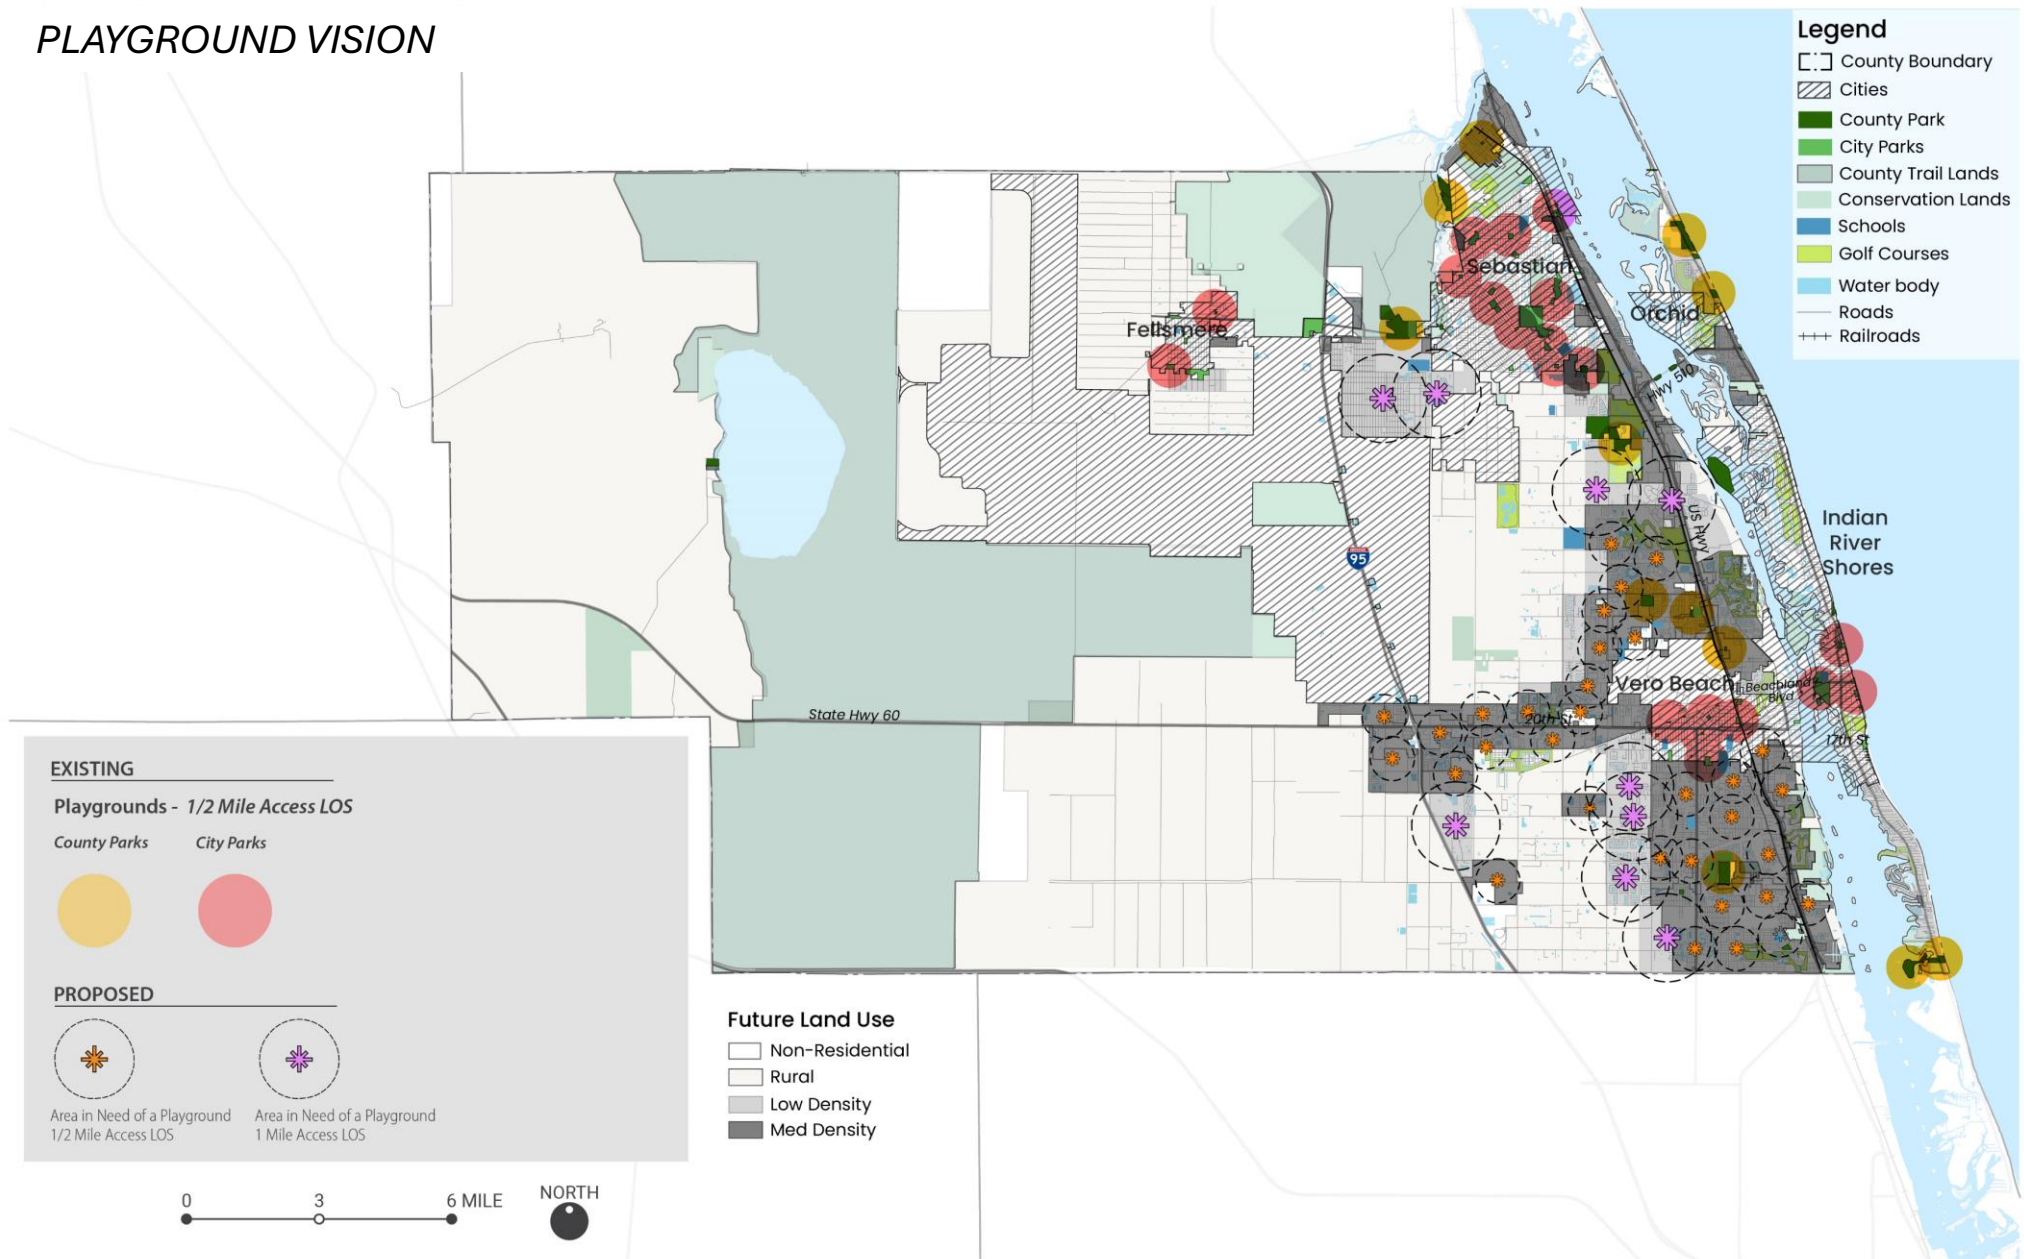 PLAYGROUND VISION
Legend
County Boundary
Cities
County Park
City Parks
County Trail Lands
Conservation Lands
Schools
Golf Courses
Water body
Roads
Railroads
Sebastian
Orchid
Fellsmere
Hwy 510
US Hwy 1
Indian
River
Shores
INTERSTATE
95
Vero Beach
Beachland
Blvd
State Hwy 60
20th St
17th St
EXISTING
Playgrounds - 1/2 Mile Access LOS
County Parks City Parks
PROPOSED
Area in Need of a Playground
1/2 Mile Access LOS
Area in Need of a Playground
1 Mile Access LOS
Future Land Use
Non-Residential
Rural
Low Density
Med Density
0 3 6 MILE
NORTH